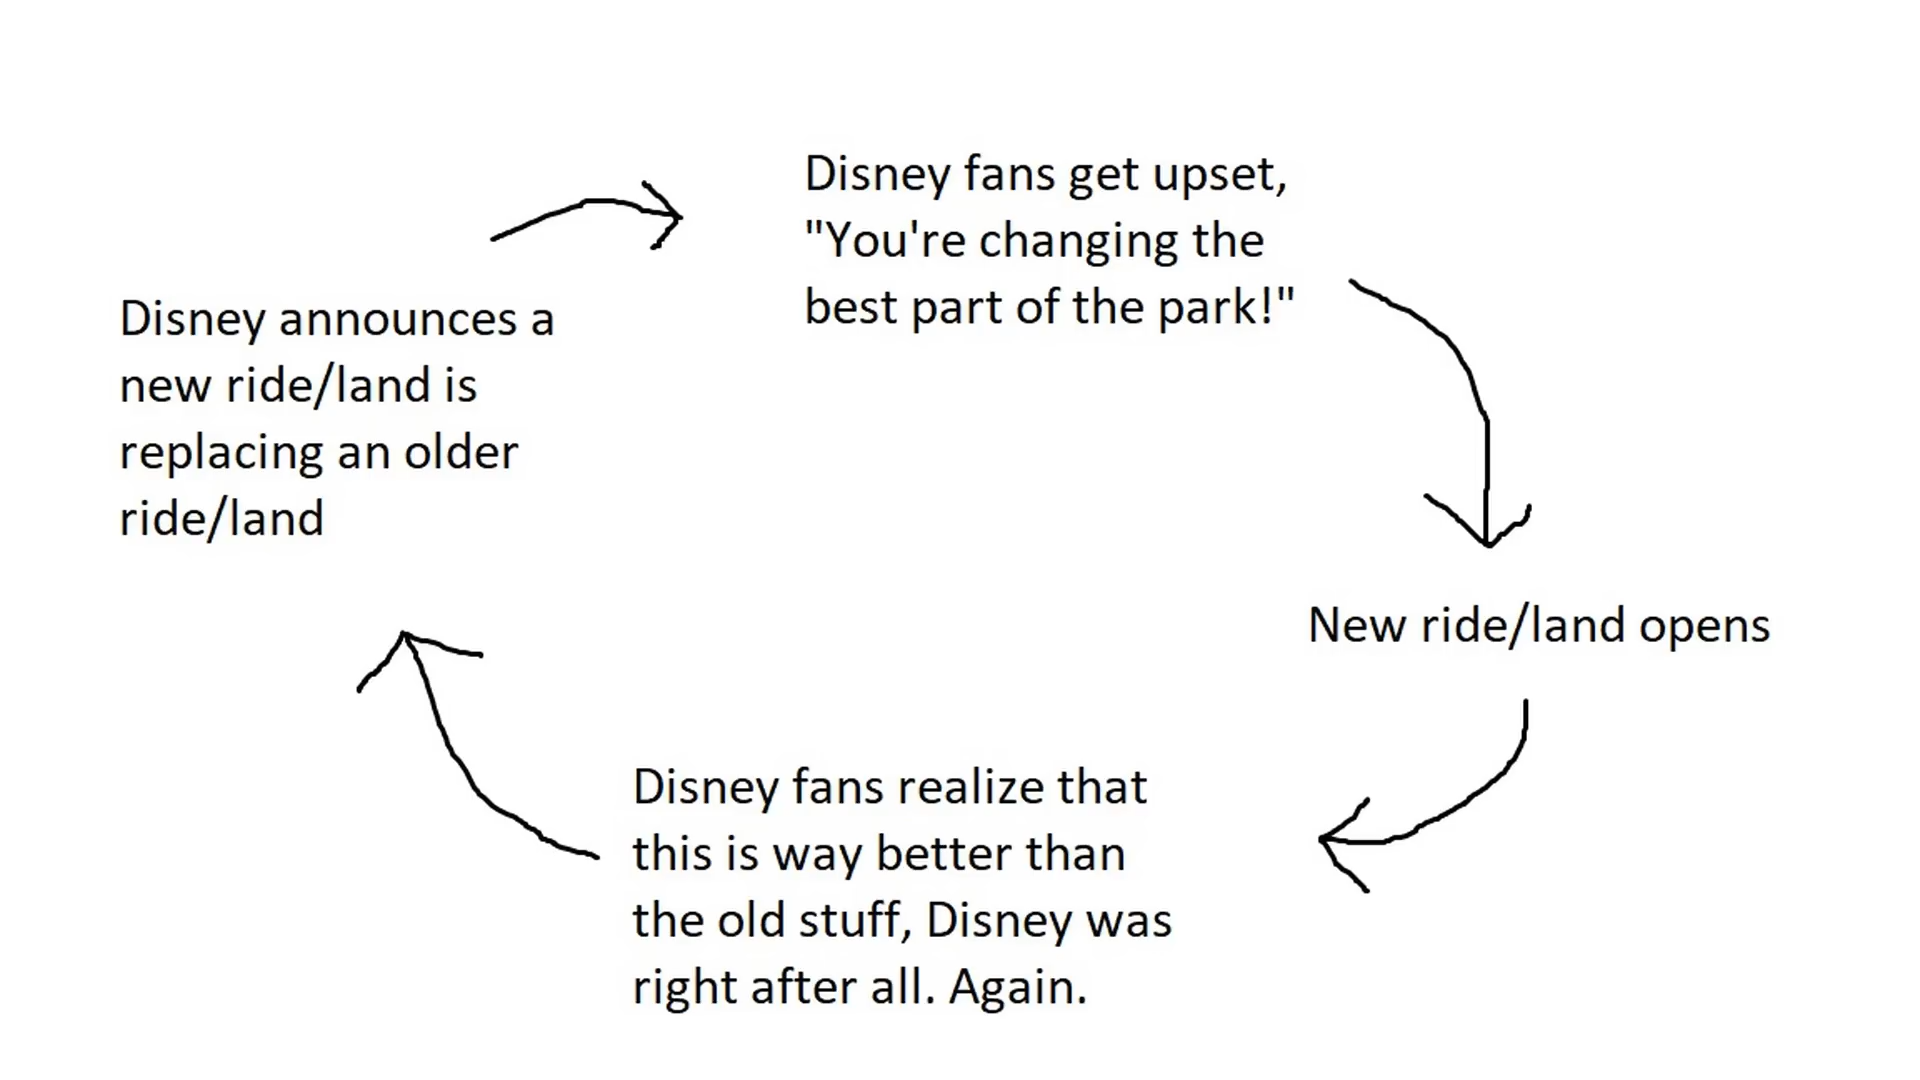 Disney announces a
new ride/land is
replacing an older
ride/land
Disney fans get upset,
"You're changing the
best part of the park!"
New ride/land opens
Disney fans realize that
this is way better than
the old stuff, Disney was
right after all. Again.